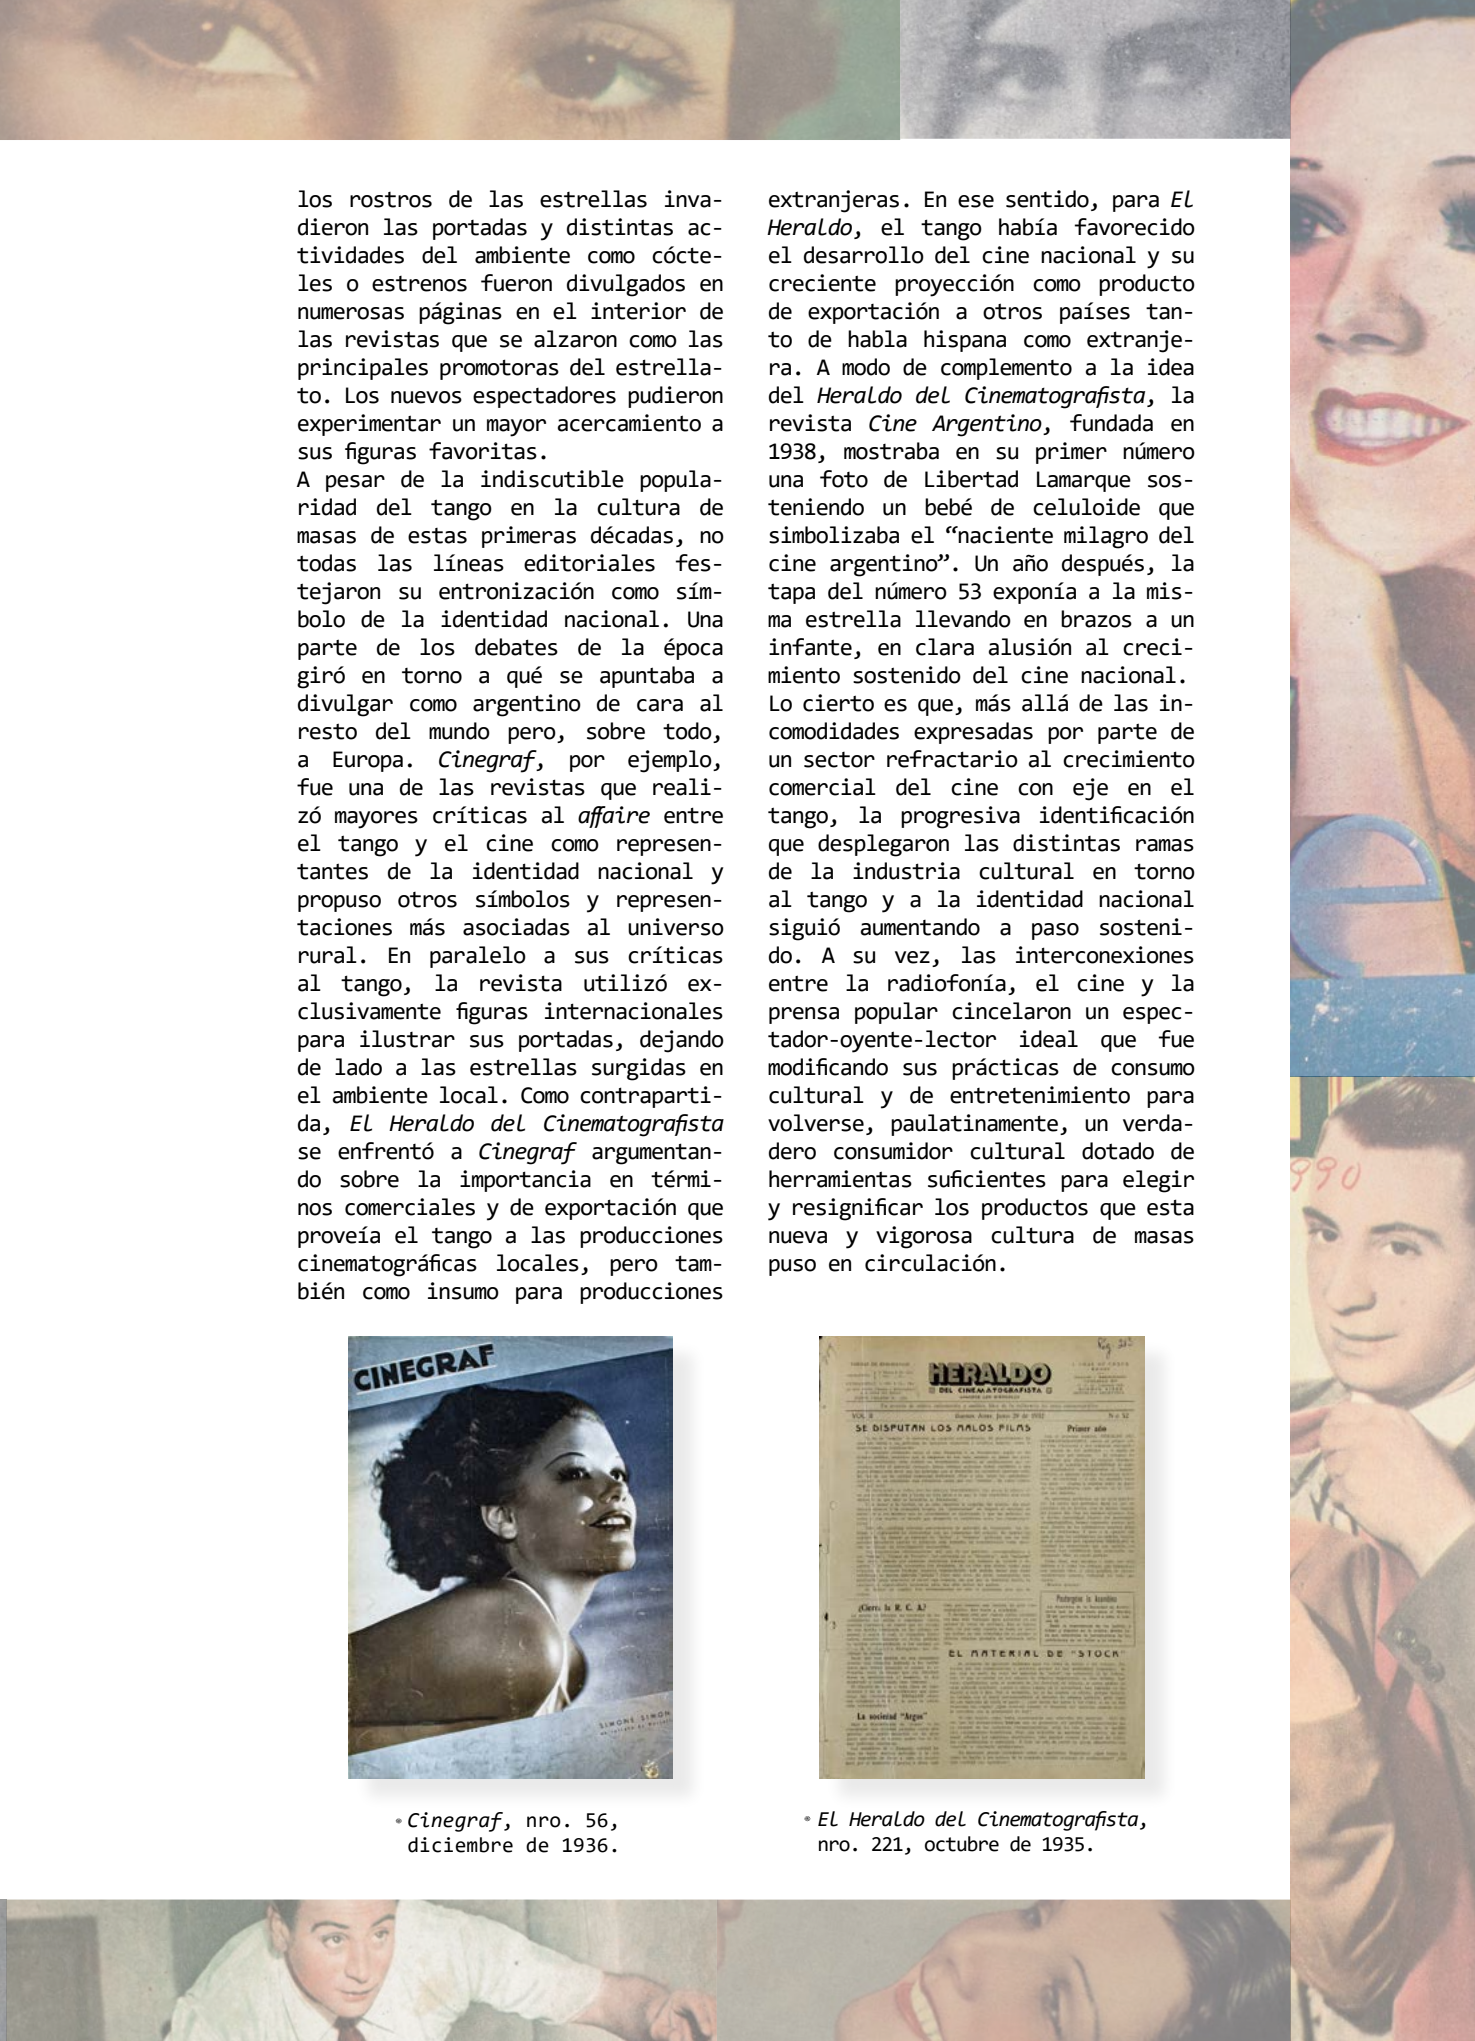 los rostros de las estrellas inva-
dieron las portadas y distintas ac-
tividades del ambiente como cócte-
les o estrenos fueron divulgados en
numerosas páginas en el interior de
las revistas que se alzaron como las
principales promotoras del estrella-
to. Los nuevos espectadores pudieron
experimentar un mayor acercamiento a
sus figuras favoritas.
A pesar de la indiscutible popula-
ridad del tango en la cultura de
masas de estas primeras décadas, no
todas las líneas editoriales fes-
tejaron su entronización como sím-
bolo de la identidad nacional. Una
parte de los debates de la época
giró en torno a qué se apuntaba a
divulgar como argentino de cara al
resto del mundo pero, sobre todo,
a Europa. Cinegraf, por ejemplo,
fue una de las revistas que reali-
zó mayores críticas al affaire entre
el tango y el cine como represen-
tantes de la identidad nacional y
propuso otros símbolos y represen-
taciones más asociadas al universo
rural. En paralelo a sus críticas
al tango, la revista utilizó ex-
clusivamente figuras internacionales
para ilustrar sus portadas, dejando
de lado a las estrellas surgidas en
el ambiente local. Como contraparti-
da, El Heraldo del Cinematografista
se enfrentó a Cinegraf argumentan-
do sobre la importancia en térmi-
nos comerciales y de exportación que
proveía el tango a las producciones
cinematográficas locales, pero tam-
bién como insumo para producciones
extranjeras. En ese sentido, para El
Heraldo, el tango había favorecido
el desarrollo del cine nacional y su
creciente proyección como producto
de exportación a otros países tan-
to de habla hispana como extranje-
ra. A modo de complemento a la idea
del Heraldo del Cinematografista, la
revista Cine Argentino, fundada en
1938, mostraba en su primer número
una foto de Libertad Lamarque sos-
teniendo un bebé de celuloide que
simbolizaba el “naciente milagro del
cine argentino”. Un año después, la
tapa del número 53 exponía a la mis-
ma estrella llevando en brazos a un
infante, en clara alusión al creci-
miento sostenido del cine nacional.
Lo cierto es que, más allá de las in-
comodidades expresadas por parte de
un sector refractario al crecimiento
comercial del cine con eje en el
tango, la progresiva identificación
que desplegaron las distintas ramas
de la industria cultural en torno
al tango y a la identidad nacional
siguió aumentando a paso sosteni-
do. A su vez, las interconexiones
entre la radiofonía, el cine y la
prensa popular cincelaron un espec-
tador-oyente-lector ideal que fue
modificando sus prácticas de consumo
cultural y de entretenimiento para
volverse, paulatinamente, un verda-
dero consumidor cultural dotado de
herramientas suficientes para elegir
y resignificar los productos que esta
nueva y vigorosa cultura de masas
puso en circulación.
CINEGRAF
SIMONE SIMON
HERALDO
DEL CINEMATOGRAFISTA
SE DISPUTAN LOS MALOS FILMS
Primer año
¿Cierra la R. C. A.?
EL MATERIAL DE "STOCK"
La sociedad "Argos"
Cinegraf, nro. 56,
diciembre de 1936.
El Heraldo del Cinematografista,
nro. 221, octubre de 1935.
e
990